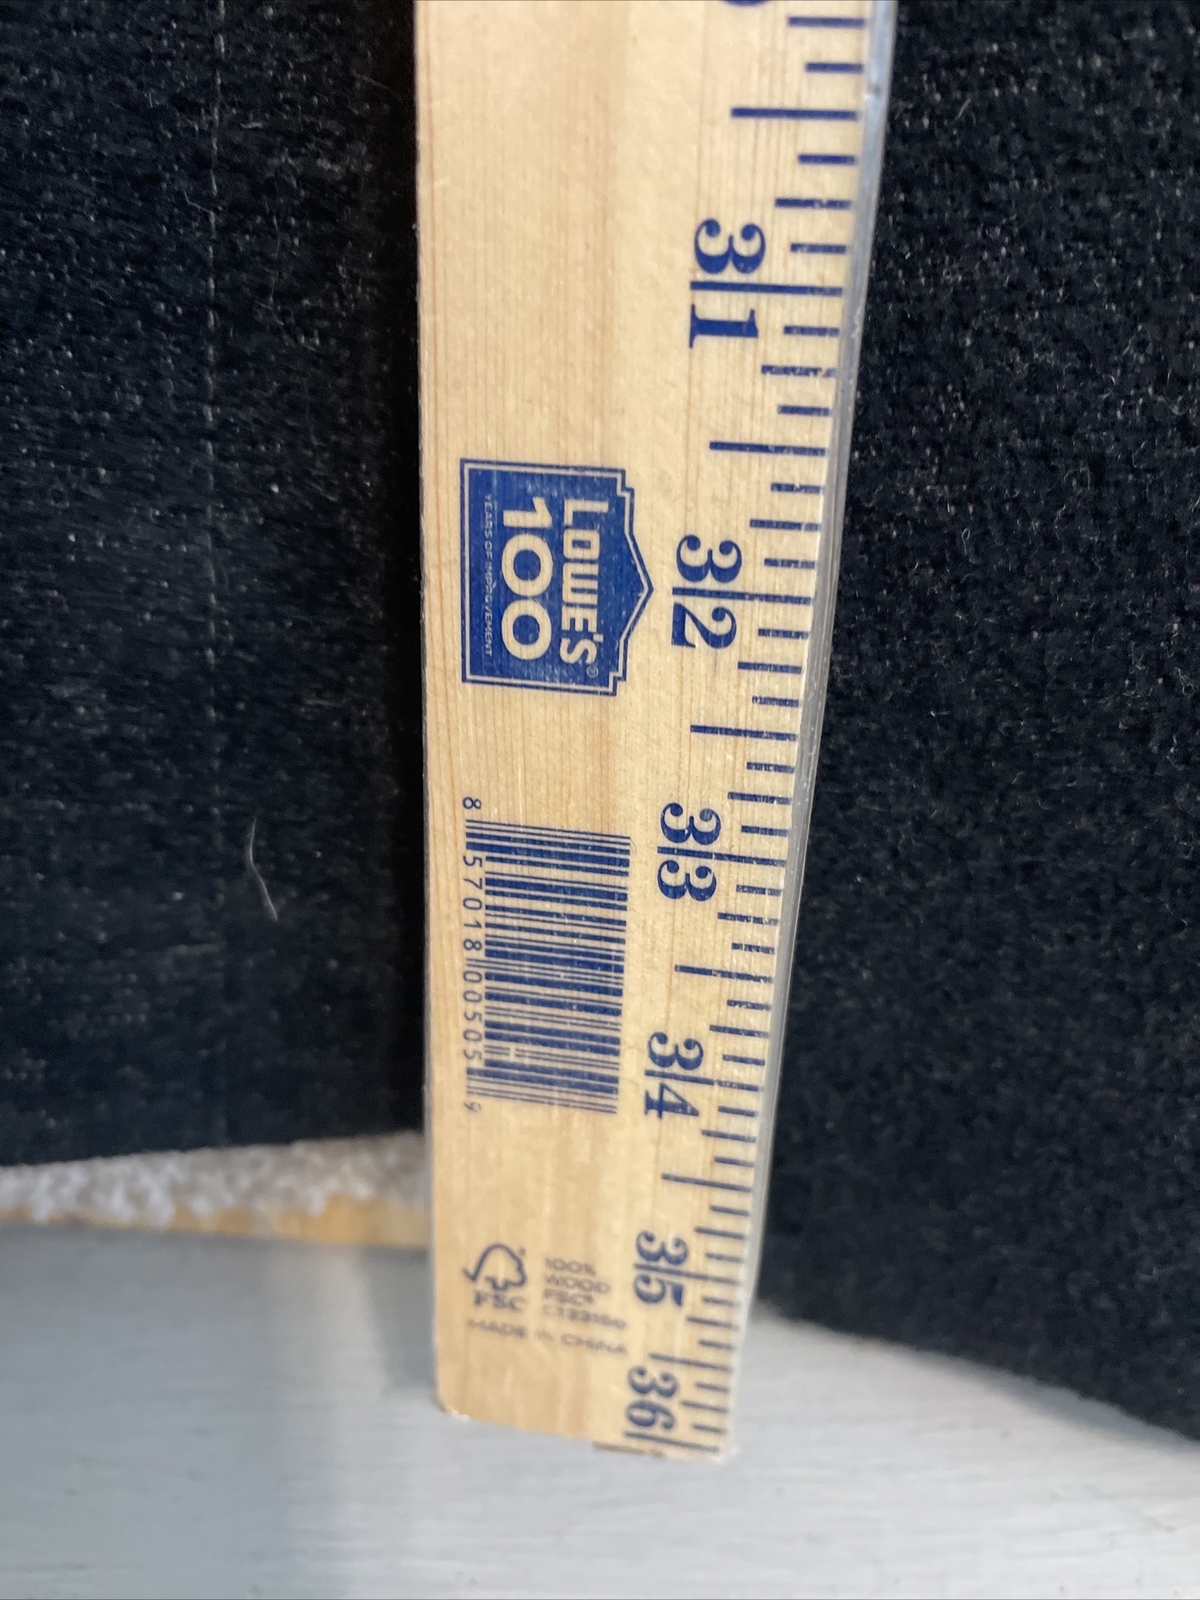 31
32
33
34
35
36
LOWE'S®
100
YEARS OF IMPROVEMENT
8 57018 00505 9
FSC
100%
WOOD
FSC®
MADE IN CHINA